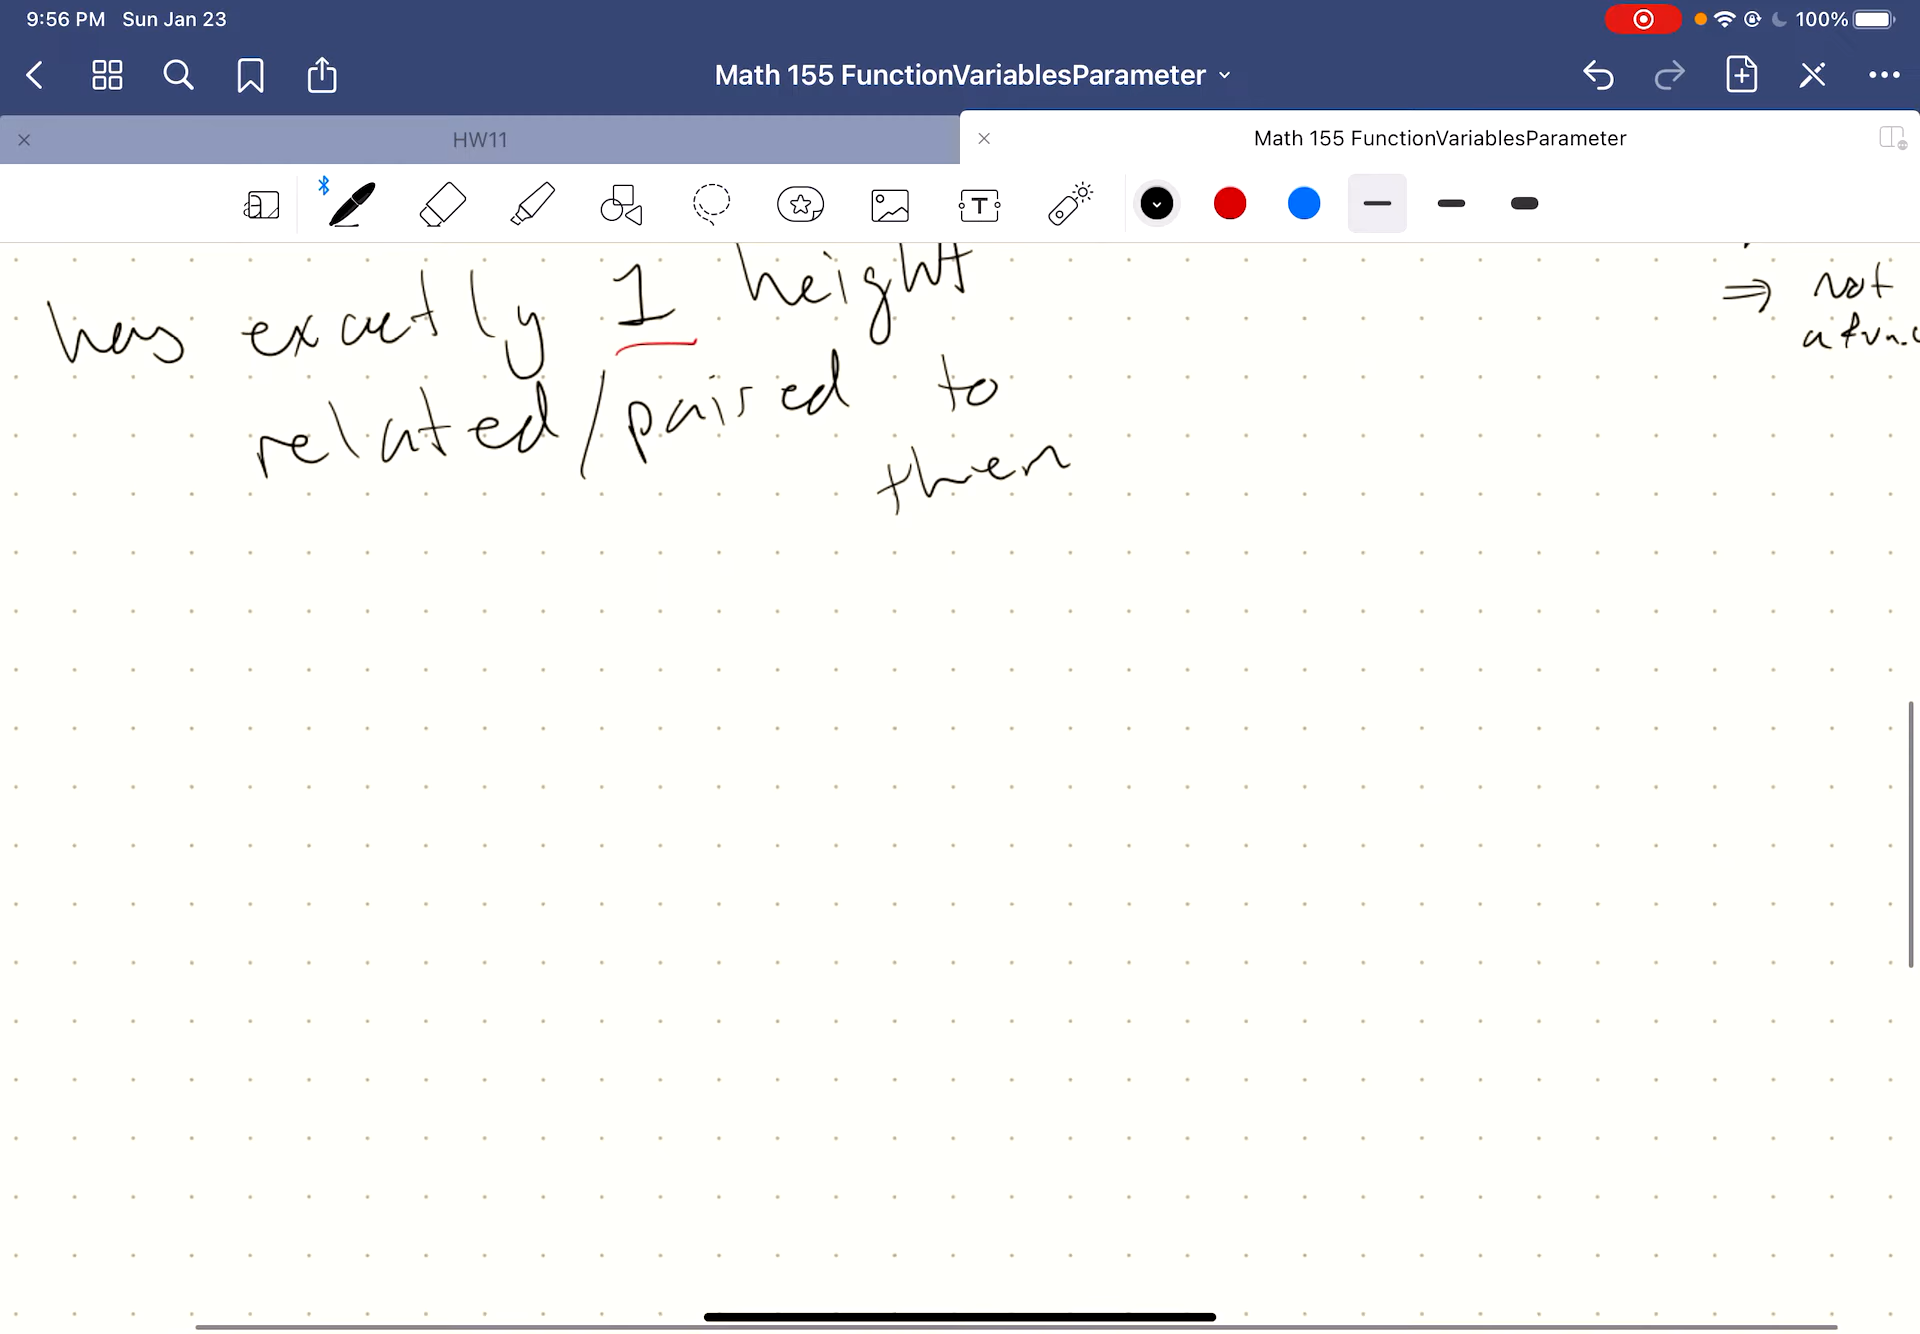 9:56 PM Sun Jan 23
100%
Math 155 FunctionVariablesParameter
HW11
Math 155 FunctionVariablesParameter
has exactly 1 height
related/paired to
them
⇒ not
a func